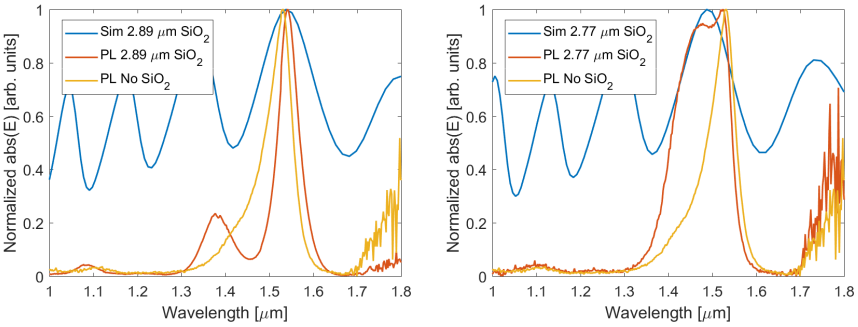 Normalized abs(E) [arb. units]
1
0.8
0.6
0.4
0.2
0
Sim 2.89 μm SiO2
PL 2.89 μm SiO2
PL No SiO2
1 1.1 1.2 1.3 1.4 1.5 1.6 1.7 1.8
Wavelength [μm]
Normalized abs(E) [arb. units]
1
0.8
0.6
0.4
0.2
0
Sim 2.77 μm SiO2
PL 2.77 μm SiO2
PL No SiO2
1 1.1 1.2 1.3 1.4 1.5 1.6 1.7 1.8
Wavelength [μm]